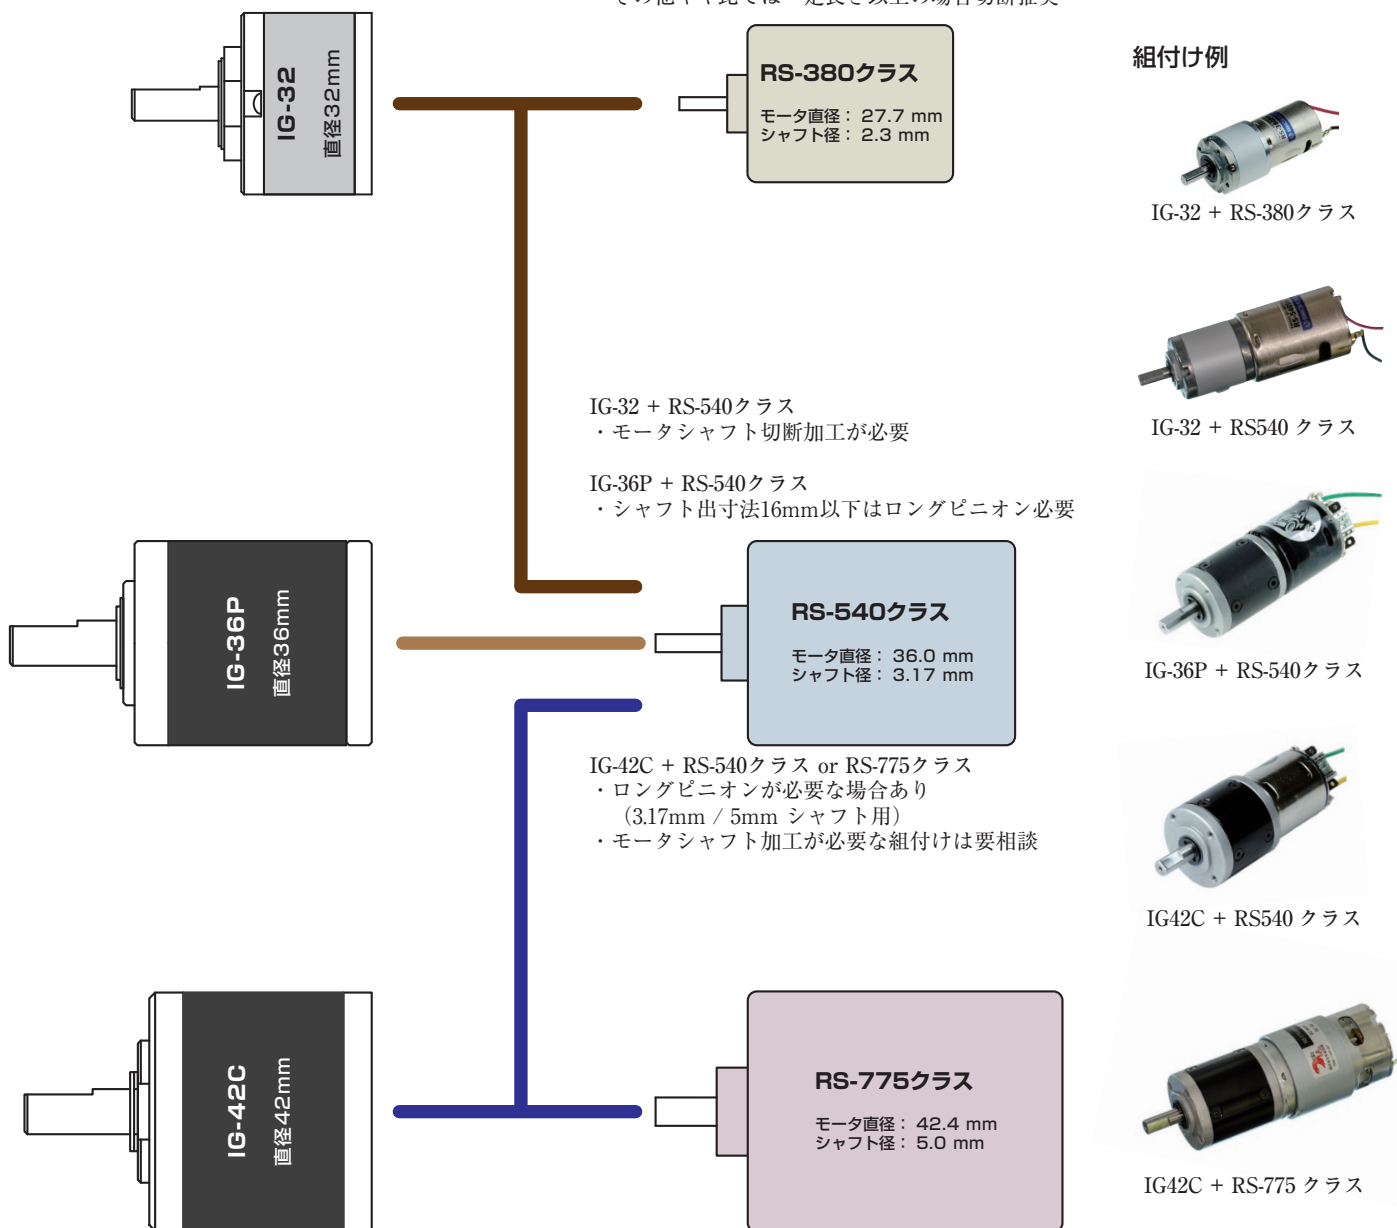 組付け例
IG-32
直径32mm
RS-380クラス
モータ直径： 27.7 mm
シャフト径： 2.3 mm
IG-32 + RS-380クラス
IG-32 + RS-540クラス
・モータシャフト切断加工が必要
IG-36P + RS-540クラス
・シャフト出寸法16mm以下はロングピニオン必要
IG-32 + RS540 クラス
IG-36P
直径36mm
RS-540クラス
モータ直径： 36.0 mm
シャフト径： 3.17 mm
IG-36P + RS-540クラス
IG-42C + RS-540クラス or RS-775クラス
・ロングピニオンが必要な場合あり
（3.17mm / 5mm シャフト用）
・モータシャフト加工が必要な組付けは要相談
IG42C + RS540 クラス
IG-42C
直径42mm
RS-775クラス
モータ直径： 42.4 mm
シャフト径： 5.0 mm
IG42C + RS-775 クラス